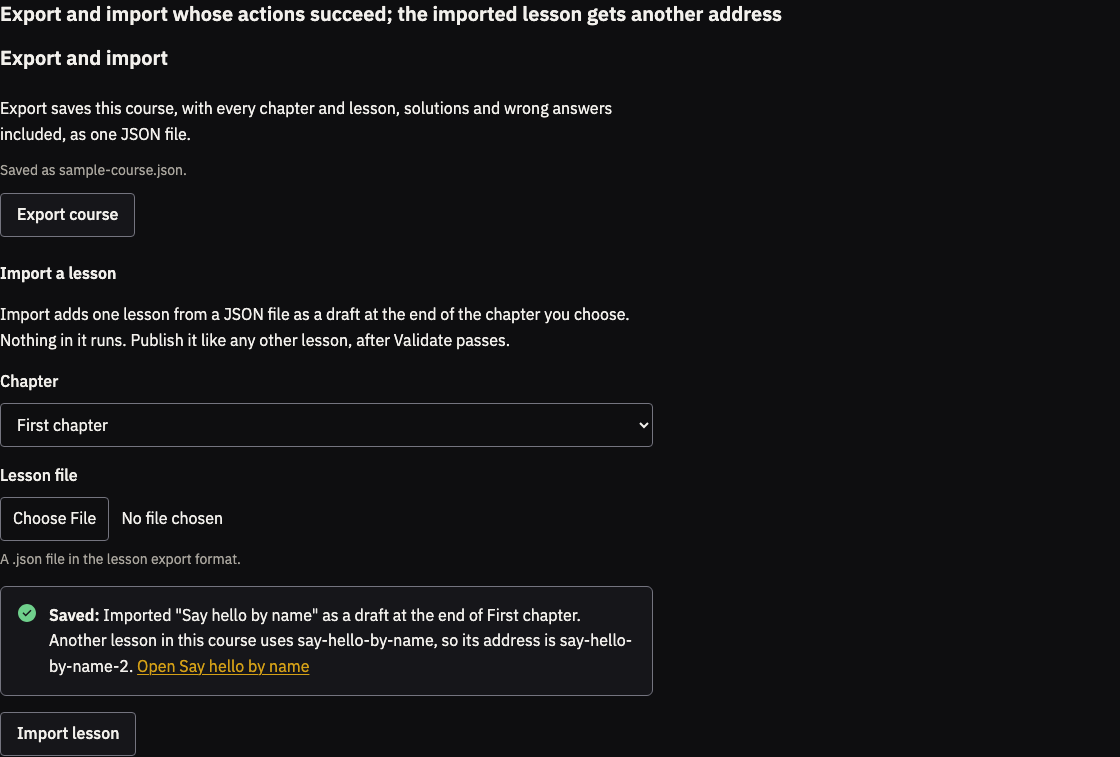 Export and import whose actions succeed; the imported lesson gets another address
Export and import
Export saves this course, with every chapter and lesson, solutions and wrong answers
included, as one JSON file.
Saved as sample-course.json.
Export course
Import a lesson
Import adds one lesson from a JSON file as a draft at the end of the chapter you choose.
Nothing in it runs. Publish it like any other lesson, after Validate passes.
Chapter
First chapter
Lesson file
Choose File No file chosen
A .json file in the lesson export format.
Saved: Imported "Say hello by name" as a draft at the end of First chapter.
Another lesson in this course uses say-hello-by-name, so its address is say-hello-
by-name-2. Open Say hello by name
Import lesson